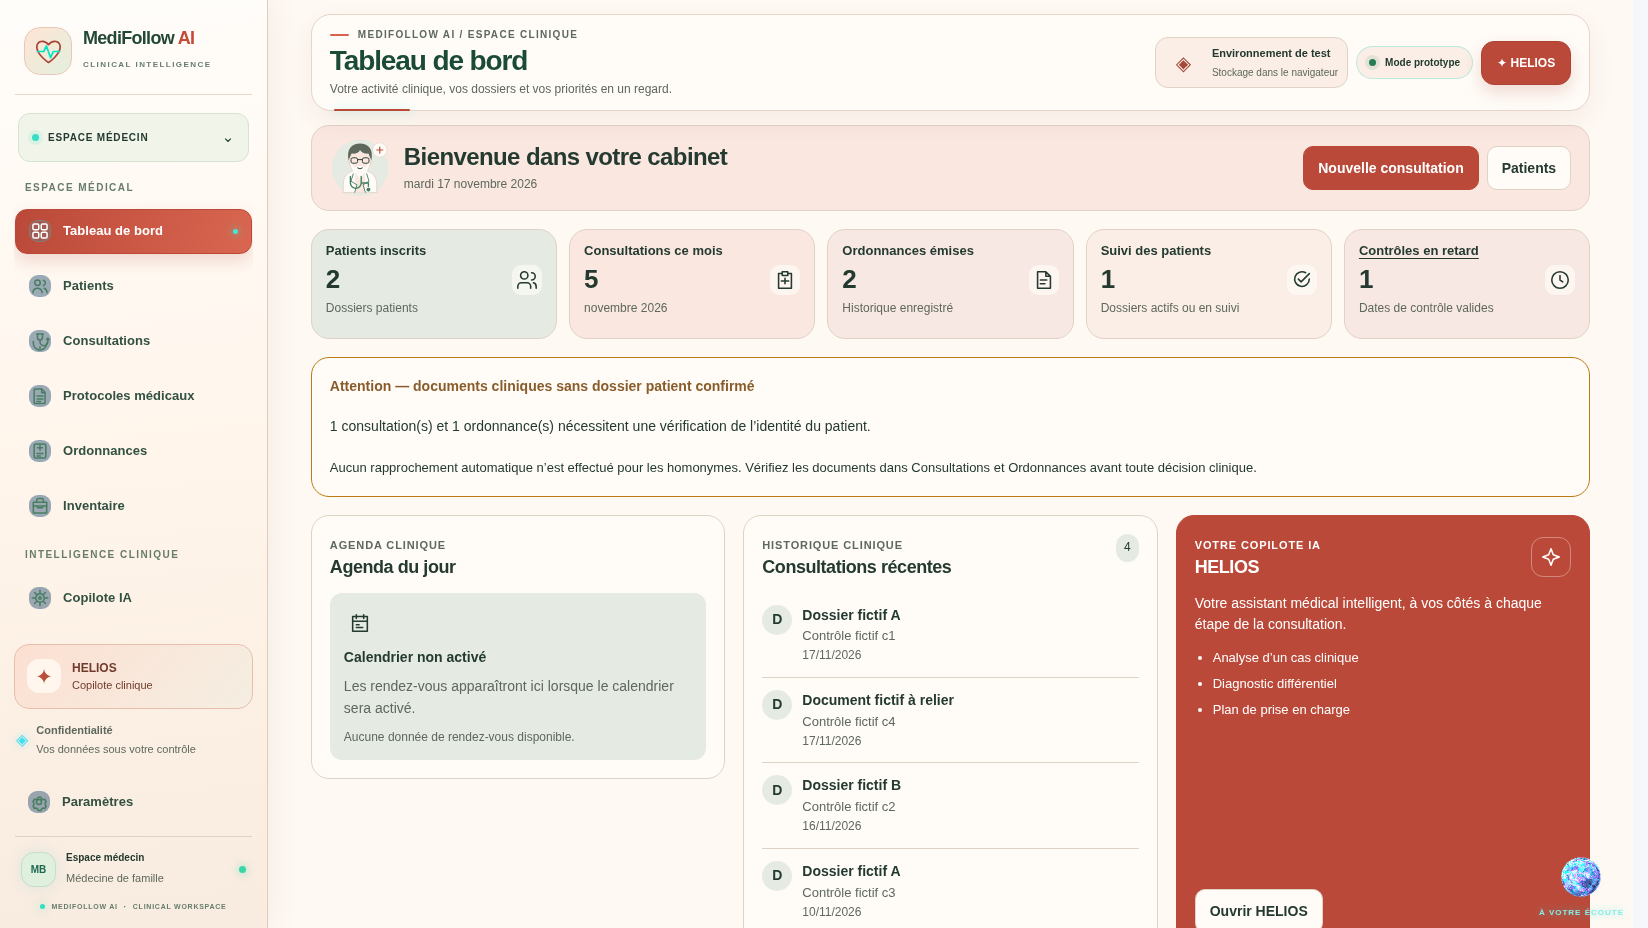 MediFollow AI
CLINICAL INTELLIGENCE
ESPACE MÉDECIN
ESPACE MÉDICAL
Tableau de bord
Patients
Consultations
Protocoles médicaux
Ordonnances
Inventaire
INTELLIGENCE CLINIQUE
Copilote IA
HELIOS
Copilote clinique
Confidentialité
Vos données sous votre contrôle
Paramètres
MB
Espace médecin
Médecine de famille
MEDIFOLLOW AI · CLINICAL WORKSPACE
MEDIFOLLOW AI / ESPACE CLINIQUE
Tableau de bord
Votre activité clinique, vos dossiers et vos priorités en un regard.
Environnement de test
Stockage dans le navigateur
Mode prototype
✦ HELIOS
Bienvenue dans votre cabinet
mardi 17 novembre 2026
Nouvelle consultation
Patients
Patients inscrits
2
Dossiers patients
Consultations ce mois
5
novembre 2026
Ordonnances émises
2
Historique enregistré
Suivi des patients
1
Dossiers actifs ou en suivi
Contrôles en retard
1
Dates de contrôle valides
Attention — documents cliniques sans dossier patient confirmé
1 consultation(s) et 1 ordonnance(s) nécessitent une vérification de l’identité du patient.
Aucun rapprochement automatique n’est effectué pour les homonymes. Vérifiez les documents dans Consultations et Ordonnances avant toute décision clinique.
AGENDA CLINIQUE
Agenda du jour
Calendrier non activé
Les rendez-vous apparaîtront ici lorsque le calendrier
sera activé.
Aucune donnée de rendez-vous disponible.
HISTORIQUE CLINIQUE
4
Consultations récentes
D
Dossier fictif A
Contrôle fictif c1
17/11/2026
D
Document fictif à relier
Contrôle fictif c4
17/11/2026
D
Dossier fictif B
Contrôle fictif c2
16/11/2026
D
Dossier fictif A
Contrôle fictif c3
10/11/2026
VOTRE COPILOTE IA
HELIOS
Votre assistant médical intelligent, à vos côtés à chaque
étape de la consultation.
• Analyse d’un cas clinique
• Diagnostic différentiel
• Plan de prise en charge
Ouvrir HELIOS
À VOTRE ÉCOUTE